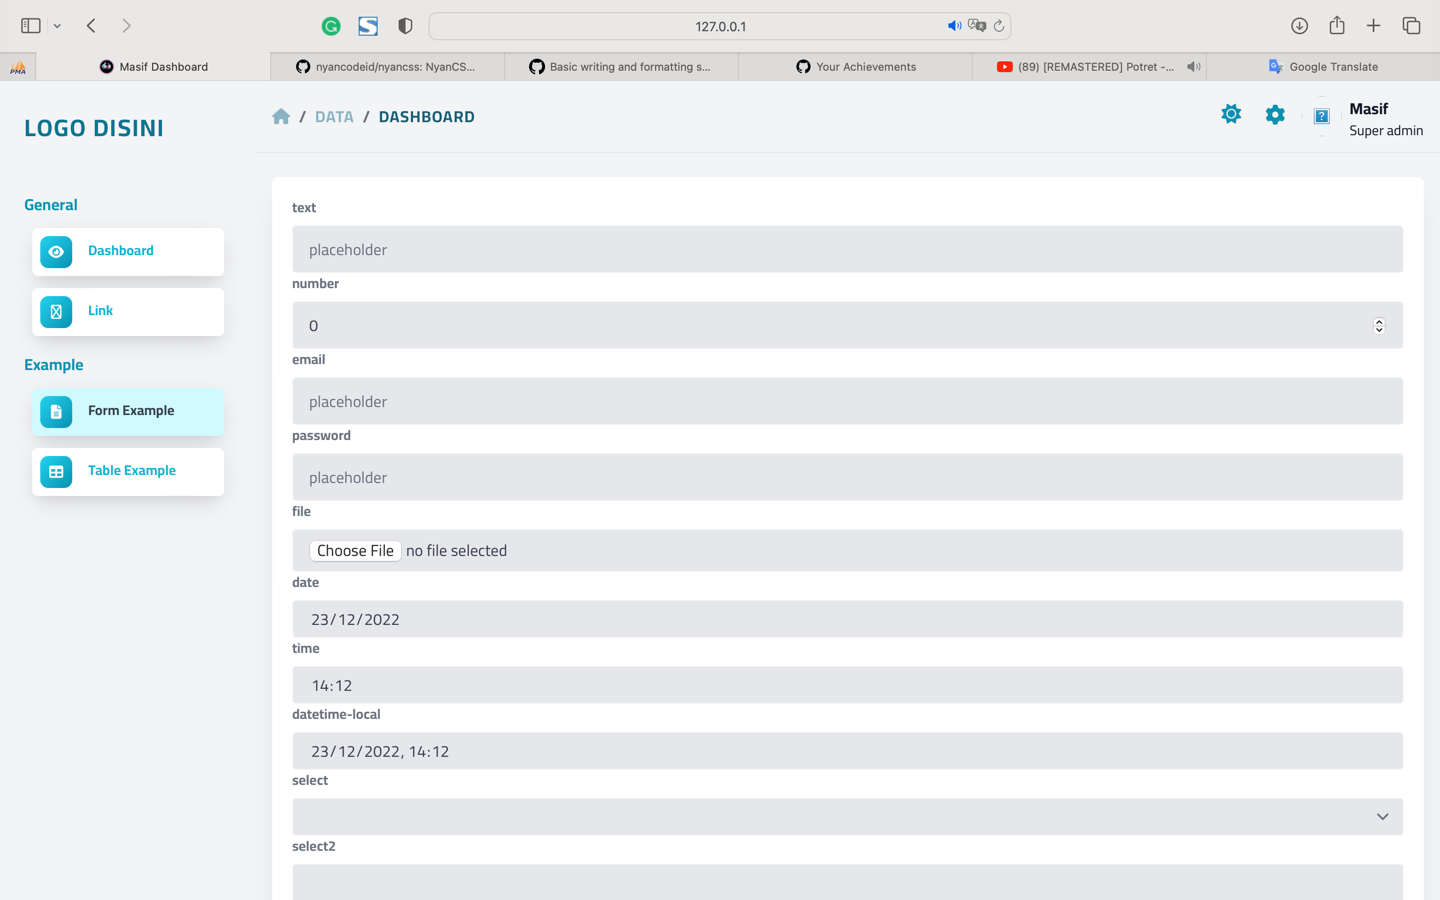 127.0.0.1
PMA
Masif Dashboard
nyancodeid/nyancss: NyanCS...
Basic writing and formatting s...
Your Achievements
(89) [REMASTERED] Potret -...
Google Translate
LOGO DISINI
/ DATA / DASHBOARD
Masif
Super admin
General
Dashboard
Link
Example
Form Example
Table Example
text
placeholder
number
0
email
placeholder
password
placeholder
file
Choose File no file selected
date
23/12/2022
time
14:12
datetime-local
23/12/2022, 14:12
select
select2